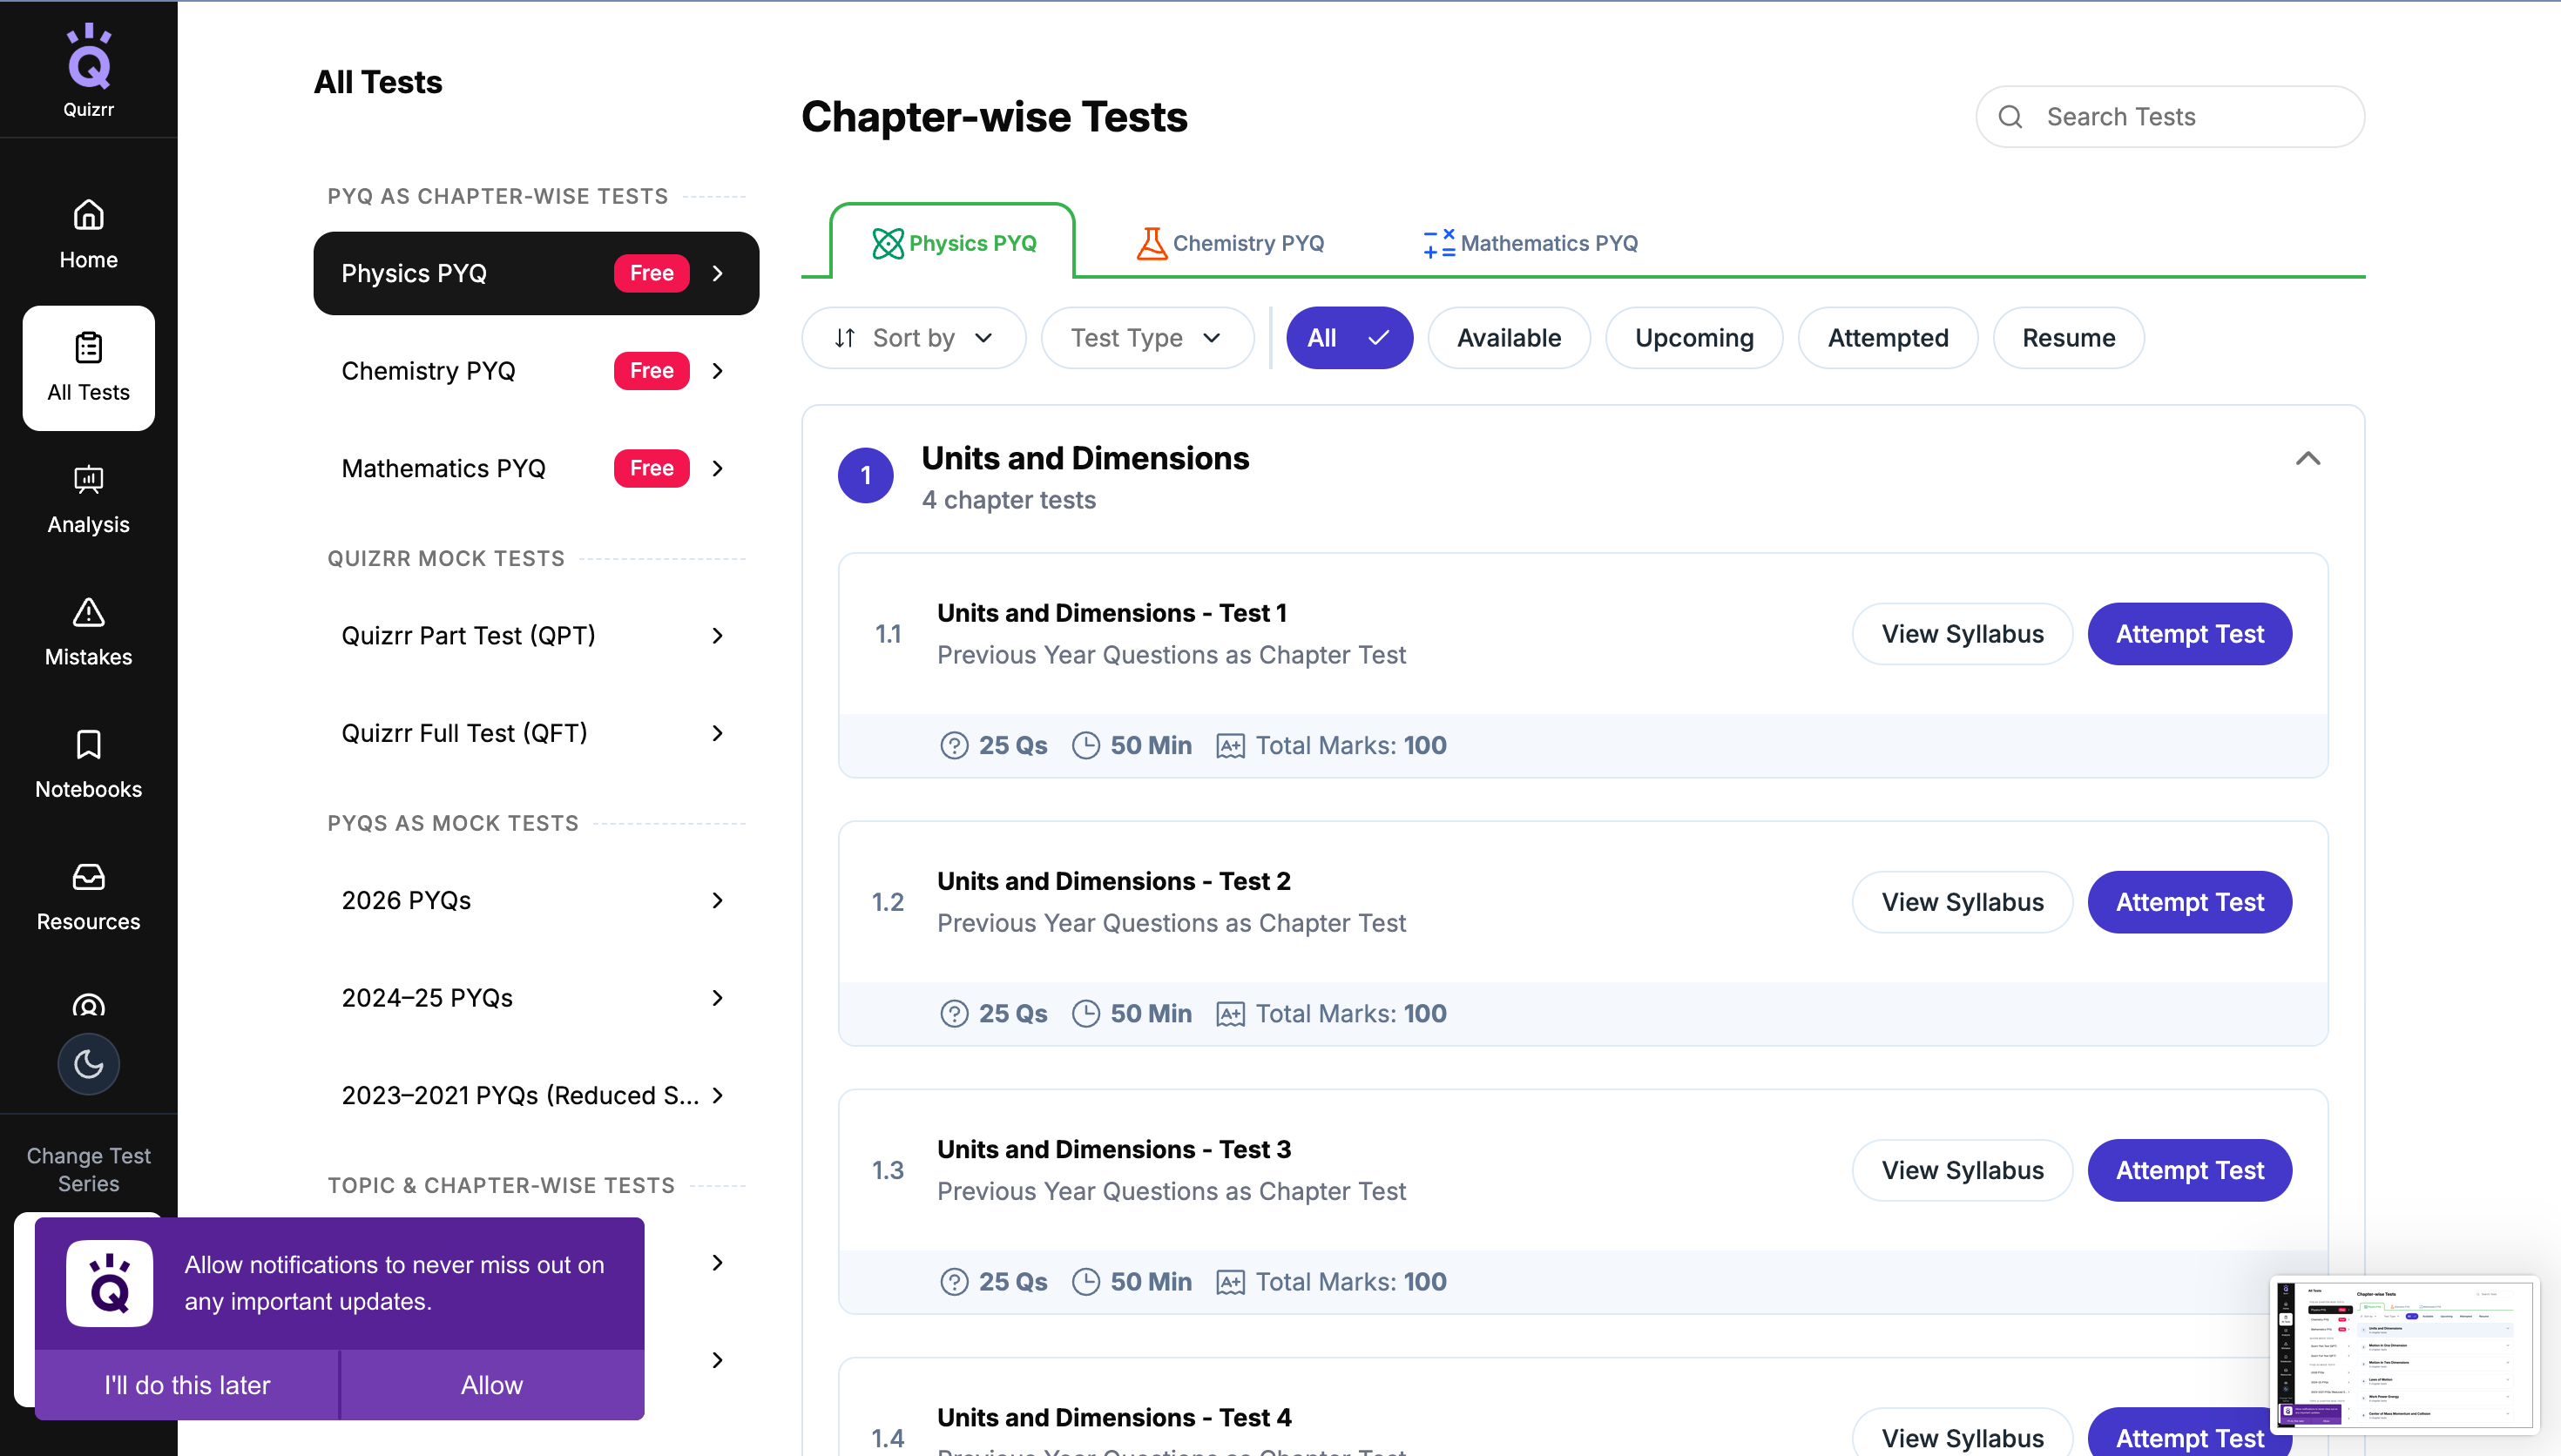 Quizrr
Home
All Tests
Analysis
Mistakes
Notebooks
Resources
Change Test
Series
All Tests
PYQ AS CHAPTER-WISE TESTS
Physics PYQ Free
Chemistry PYQ Free
Mathematics PYQ Free
QUIZRR MOCK TESTS
Quizrr Part Test (QPT)
Quizrr Full Test (QFT)
PYQS AS MOCK TESTS
2026 PYQs
2024–25 PYQs
2023–2021 PYQs (Reduced S...
TOPIC & CHAPTER-WISE TESTS
Allow notifications to never miss out on
any important updates.
I'll do this later Allow
Chapter-wise Tests
Search Tests
Physics PYQ Chemistry PYQ Mathematics PYQ
Sort by Test Type All Available Upcoming Attempted Resume
1 Units and Dimensions
4 chapter tests
1.1 Units and Dimensions - Test 1
Previous Year Questions as Chapter Test
View Syllabus Attempt Test
25 Qs 50 Min A+ Total Marks: 100
1.2 Units and Dimensions - Test 2
Previous Year Questions as Chapter Test
View Syllabus Attempt Test
25 Qs 50 Min A+ Total Marks: 100
1.3 Units and Dimensions - Test 3
Previous Year Questions as Chapter Test
View Syllabus Attempt Test
25 Qs 50 Min A+ Total Marks: 100
1.4 Units and Dimensions - Test 4
Previous Year Questions as Chapter Test
View Syllabus Attempt Test